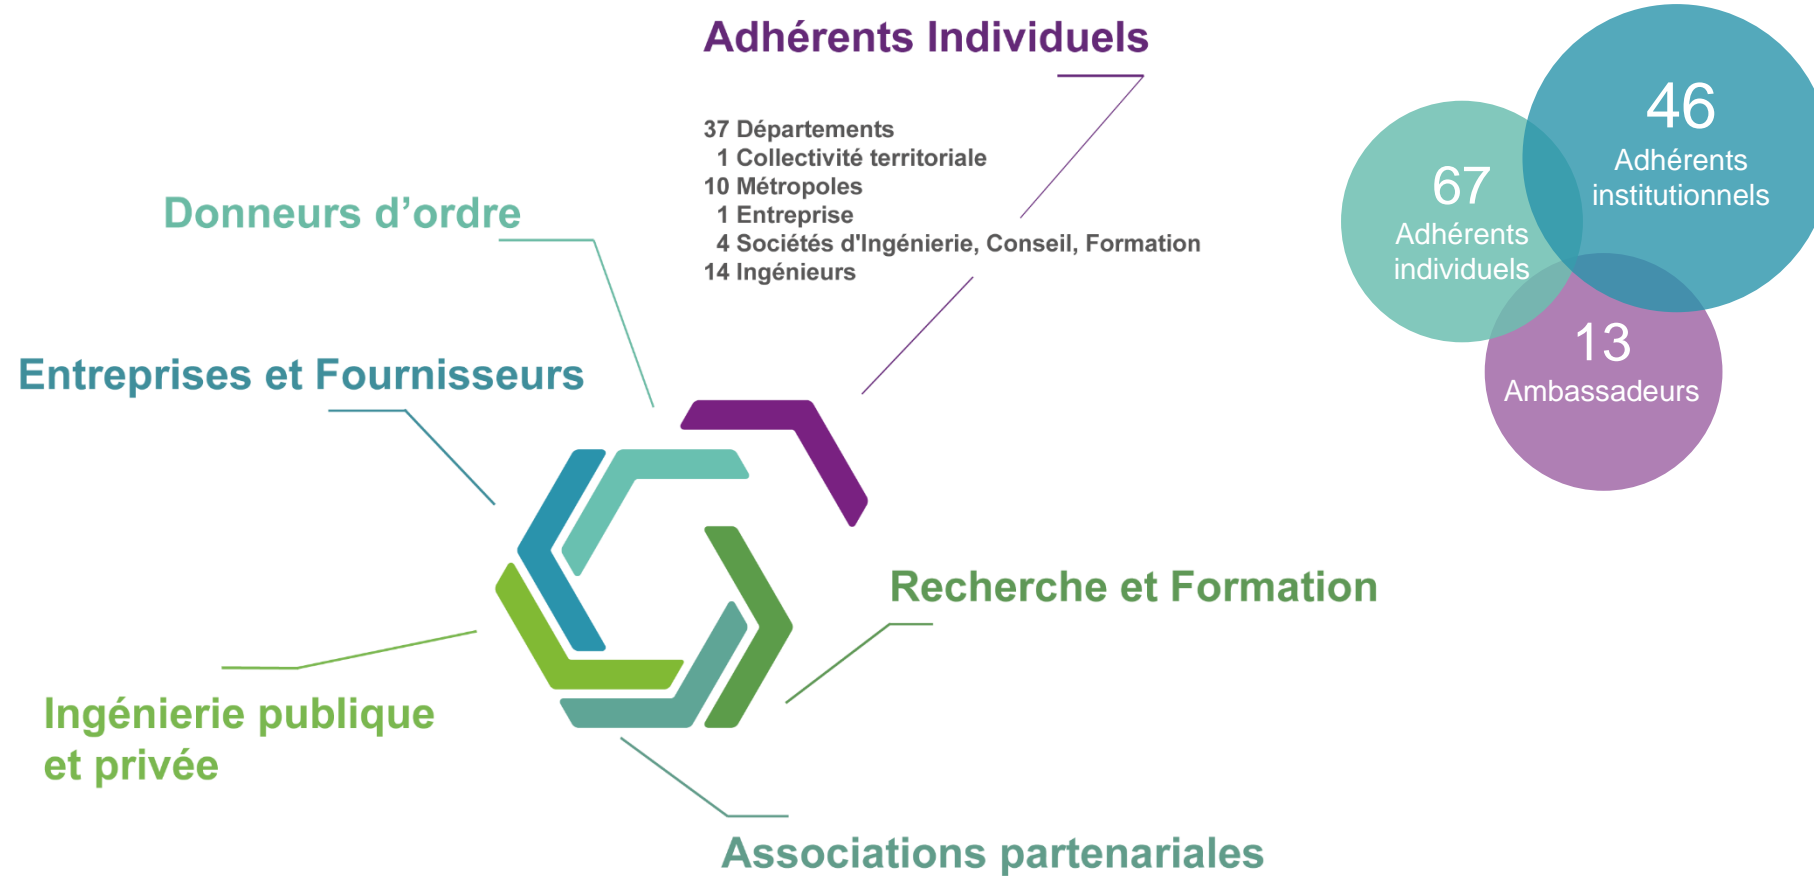 Adhérents Individuels
37 Départements
1 Collectivité territoriale
10 Métropoles
1 Entreprise
4 Sociétés d'Ingénierie, Conseil, Formation
14 Ingénieurs
46
Adhérents
institutionnels
67
Adhérents
individuels
13
Ambassadeurs
Donneurs d’ordre
Entreprises et Fournisseurs
Recherche et Formation
Ingénierie publique
et privée
Associations partenariales